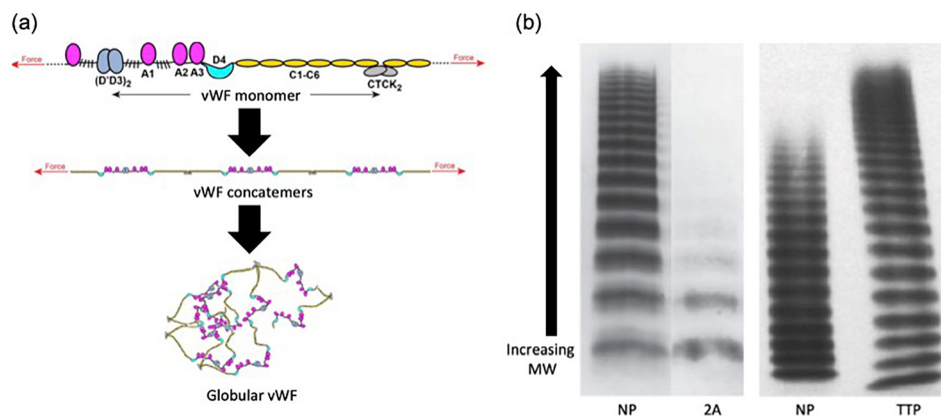 (a)
Force
Force
(D'D3)₂
A1
A2 A3
D4
C1-C6
CTCK₂
vWF monomer
Force
Force
vWF concatemers
Globular vWF
(b)
Increasing
MW
NP
2A
NP
TTP